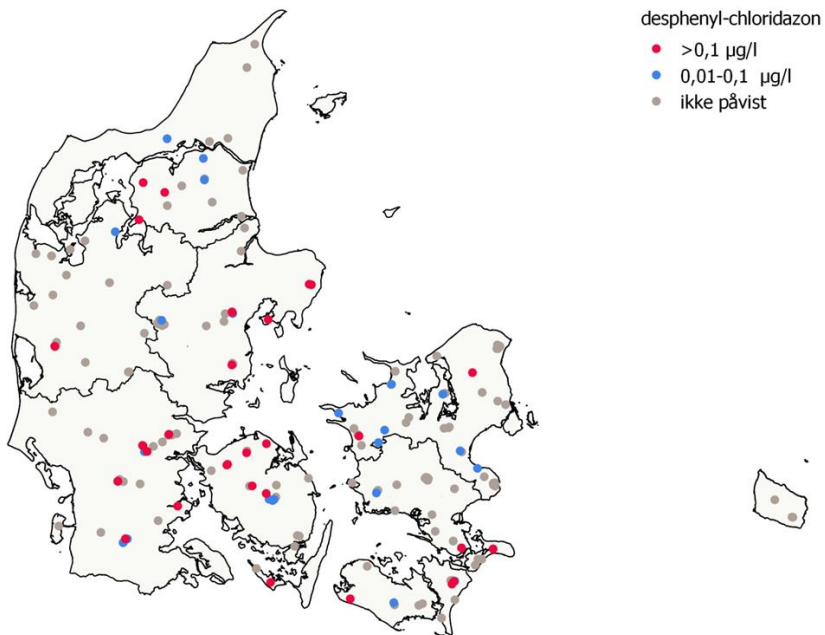 desphenyl-chloridazon
>0,1 µg/l
0,01-0,1 µg/l
ikke påvist